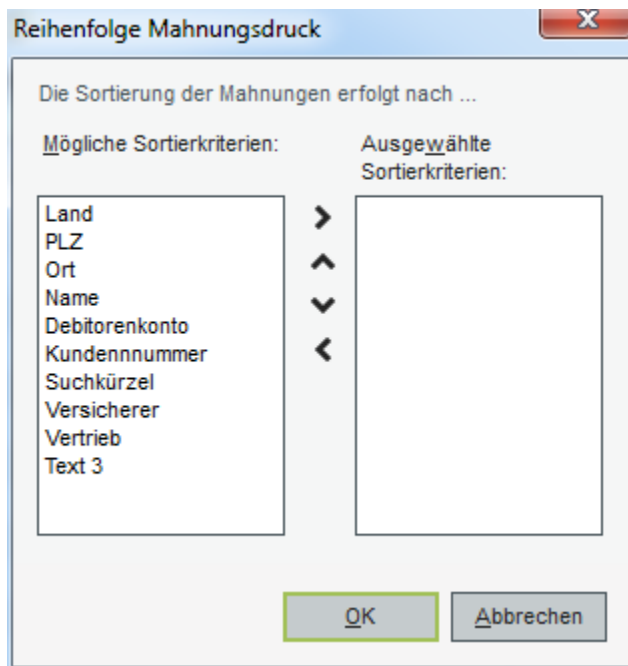 Reihenfolge Mahnungsdruck
Die Sortierung der Mahnungen erfolgt nach ...
Mögliche Sortierkriterien:
Ausgewählte
Sortierkriterien:
Land
PLZ
Ort
Name
Debitorenkonto
Kundennnummer
Suchkürzel
Versicherer
Vertrieb
Text 3
OK
Abbrechen